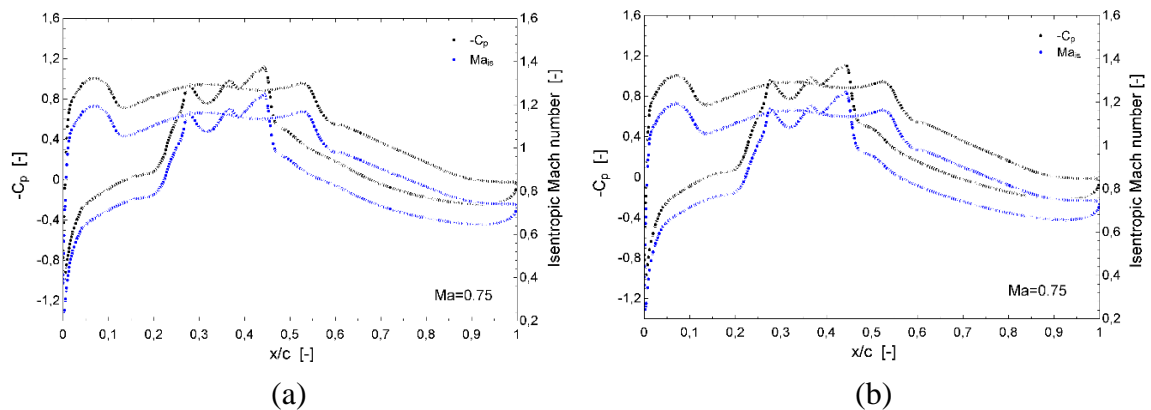 1,6
1,2
0,8
0,4
0
-0,4
-0,8
-1,2
-Cp [-]
-Cp
Mais
Ma=0.75
1,6
1,4
1,2
1
0,8
0,6
0,4
0,2
Isentropic Mach number [-]
0 0,1 0,2 0,3 0,4 0,5 0,6 0,7 0,8 0,9 1
x/c [-]
(a)
1,6
1,2
0,8
0,4
0
-0,4
-0,8
-1,2
-Cp [-]
-Cp
Mais
Ma=0.75
1,6
1,4
1,2
1
0,8
0,6
0,4
0,2
Isentropic Mach number [-]
0 0,1 0,2 0,3 0,4 0,5 0,6 0,7 0,8 0,9 1
x/c [-]
(b)